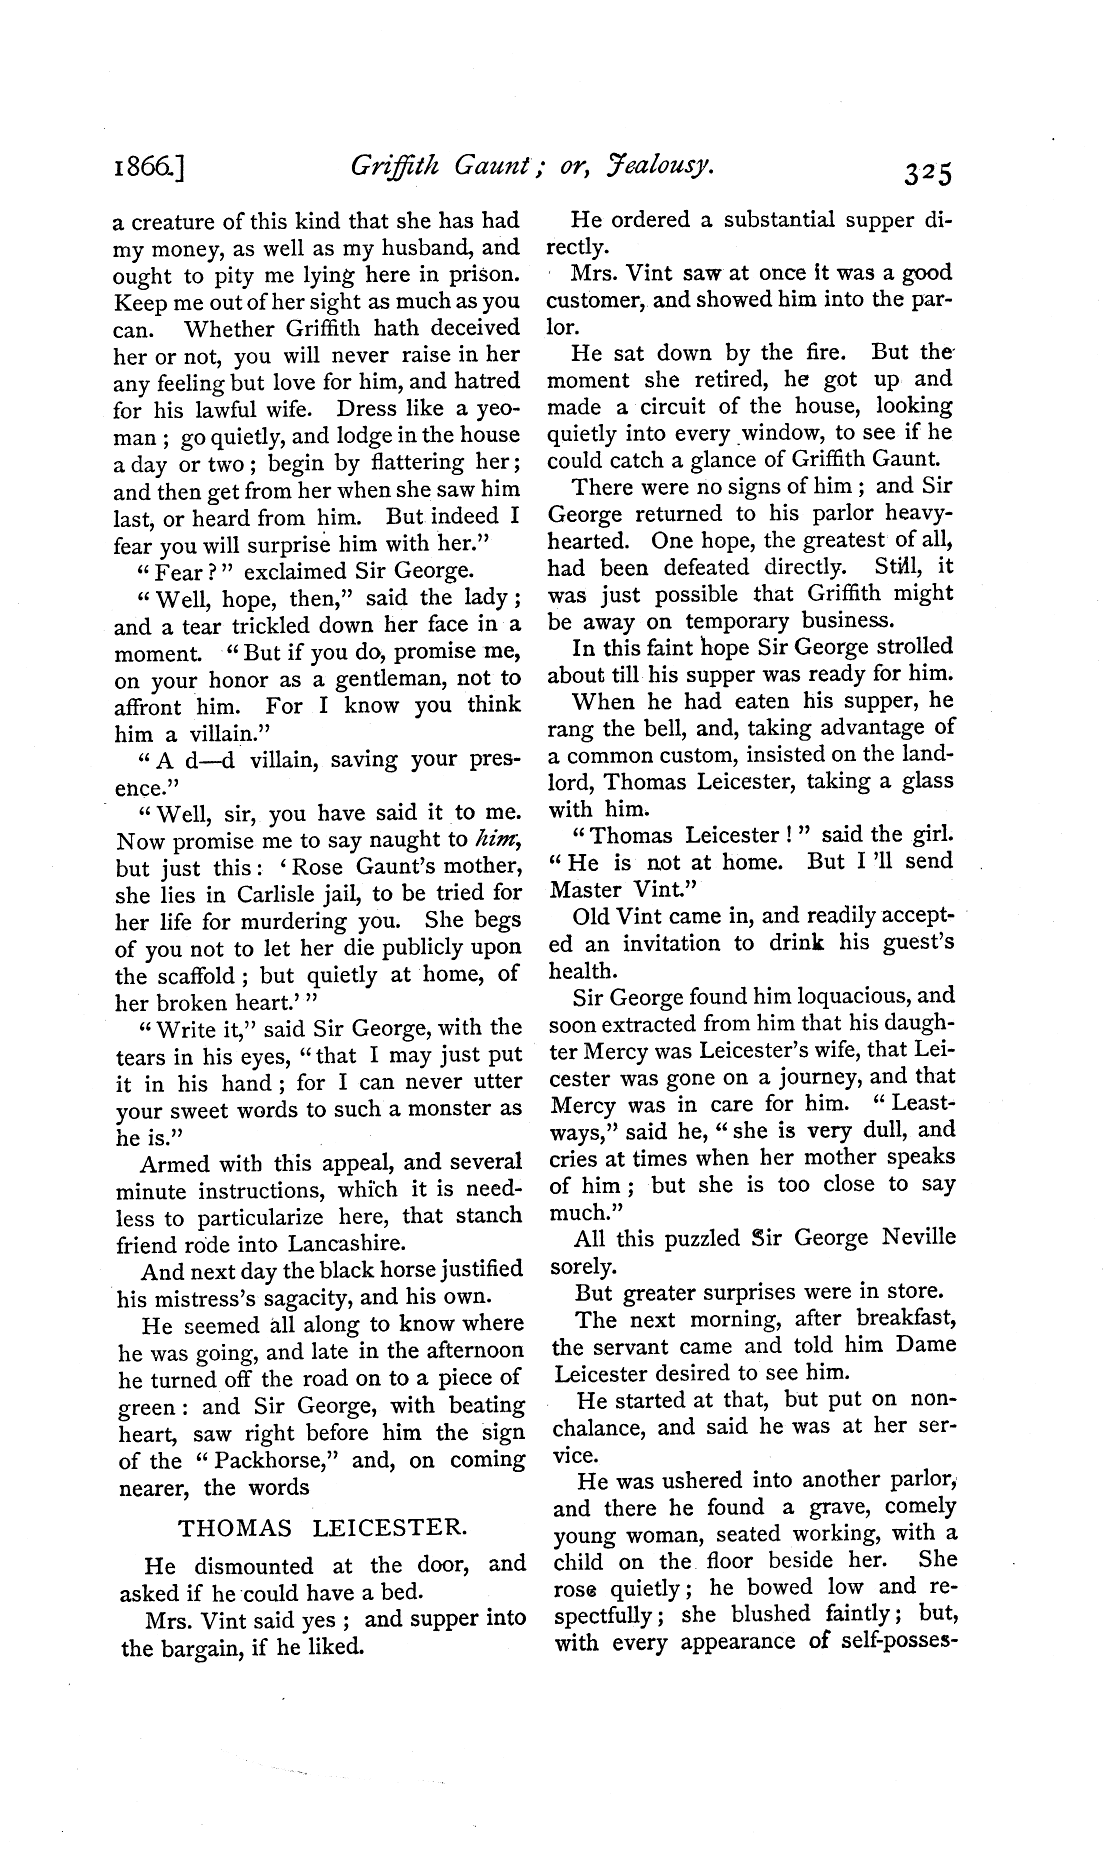 1866.] Griffith Gaunt; or, Jealousy. 325
a creature of this kind that she has had
my money, as well as my husband, and
ought to pity me lying here in prison.
Keep me out of her sight as much as you
can. Whether Griffith hath deceived
her or not, you will never raise in her
any feeling but love for him, and hatred
for his lawful wife. Dress like a yeo-
man; go quietly, and lodge in the house
a day or two; begin by flattering her;
and then get from her when she saw him
last, or heard from him. But indeed I
fear you will surprise him with her."
"Fear?" exclaimed Sir George.
"Well, hope, then," said the lady;
and a tear trickled down her face in a
moment. "But if you do, promise me,
on your honor as a gentleman, not to
affront him. For I know you think
him a villain."
"A d—d villain, saving your pres-
ence."
"Well, sir, you have said it to me.
Now promise me to say naught to him,
but just this: 'Rose Gaunt's mother,
she lies in Carlisle jail, to be tried for
her life for murdering you. She begs
of you not to let her die publicly upon
the scaffold; but quietly at home, of
her broken heart.'"
"Write it," said Sir George, with the
tears in his eyes, "that I may just put
it in his hand; for I can never utter
your sweet words to such a monster as
he is."
Armed with this appeal, and several
minute instructions, which it is need-
less to particularize here, that stanch
friend rode into Lancashire.
And next day the black horse justified
his mistress's sagacity, and his own.
He seemed all along to know where
he was going, and late in the afternoon
he turned off the road on to a piece of
green: and Sir George, with beating
heart, saw right before him the sign
of the "Packhorse," and, on coming
nearer, the words
THOMAS LEICESTER.
He dismounted at the door, and
asked if he could have a bed.
Mrs. Vint said yes; and supper into
the bargain, if he liked.
He ordered a substantial supper di-
rectly.
Mrs. Vint saw at once it was a good
customer, and showed him into the par-
lor.
He sat down by the fire. But the
moment she retired, he got up and
made a circuit of the house, looking
quietly into every window, to see if he
could catch a glance of Griffith Gaunt.
There were no signs of him; and Sir
George returned to his parlor heavy-
hearted. One hope, the greatest of all,
had been defeated directly. Still, it
was just possible that Griffith might
be away on temporary business.
In this faint hope Sir George strolled
about till his supper was ready for him.
When he had eaten his supper, he
rang the bell, and, taking advantage of
a common custom, insisted on the land-
lord, Thomas Leicester, taking a glass
with him.
"Thomas Leicester!" said the girl.
"He is not at home. But I 'll send
Master Vint."
Old Vint came in, and readily accept-
ed an invitation to drink his guest's
health.
Sir George found him loquacious, and
soon extracted from him that his daugh-
ter Mercy was Leicester's wife, that Lei-
cester was gone on a journey, and that
Mercy was in care for him. "Least-
ways," said he, "she is very dull, and
cries at times when her mother speaks
of him; but she is too close to say
much."
All this puzzled Sir George Neville
sorely.
But greater surprises were in store.
The next morning, after breakfast,
the servant came and told him Dame
Leicester desired to see him.
He started at that, but put on non-
chalance, and said he was at her ser-
vice.
He was ushered into another parlor,
and there he found a grave, comely
young woman, seated working, with a
child on the floor beside her. She
rose quietly; he bowed low and re-
spectfully; she blushed faintly; but,
with every appearance of self-posses-